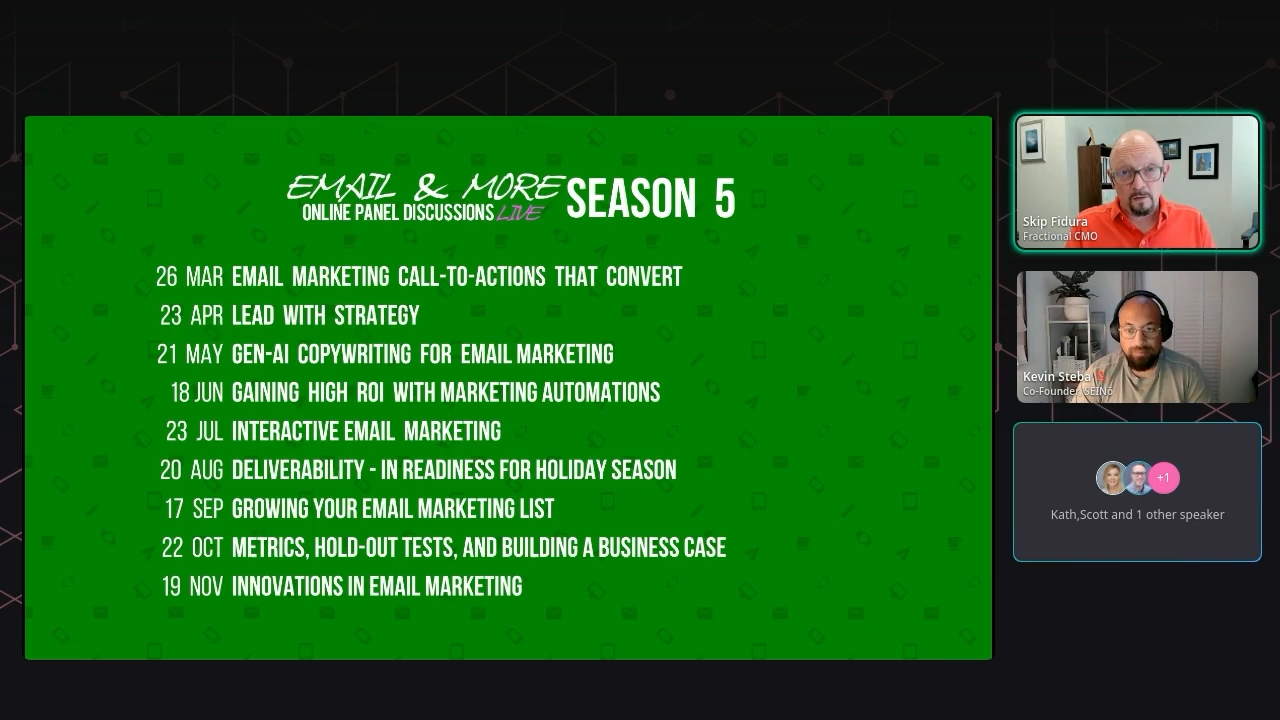 EMAIL & MORE
ONLINE PANEL DISCUSSIONS LIVE
SEASON 5
26 MAR EMAIL MARKETING CALL-TO-ACTIONS THAT CONVERT
23 APR LEAD WITH STRATEGY
21 MAY GEN-AI COPYWRITING FOR EMAIL MARKETING
18 JUN GAINING HIGH ROI WITH MARKETING AUTOMATIONS
23 JUL INTERACTIVE EMAIL MARKETING
20 AUG DELIVERABILITY - IN READINESS FOR HOLIDAY SEASON
17 SEP GROWING YOUR EMAIL MARKETING LIST
22 OCT METRICS, HOLD-OUT TESTS, AND BUILDING A BUSINESS CASE
19 NOV INNOVATIONS IN EMAIL MARKETING
Skip Fidura
Fractional CMO
Kevin Steba
Co-Founder SEINō
+1
Kath,Scott and 1 other speaker